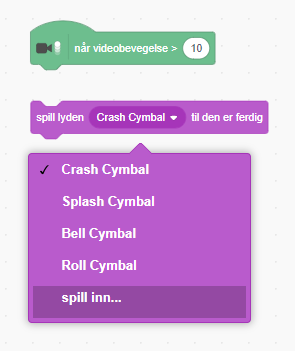 når videobevegelse > 10
spill lyden Crash Cymbal til den er ferdig
Crash Cymbal
Splash Cymbal
Bell Cymbal
Roll Cymbal
spill inn...